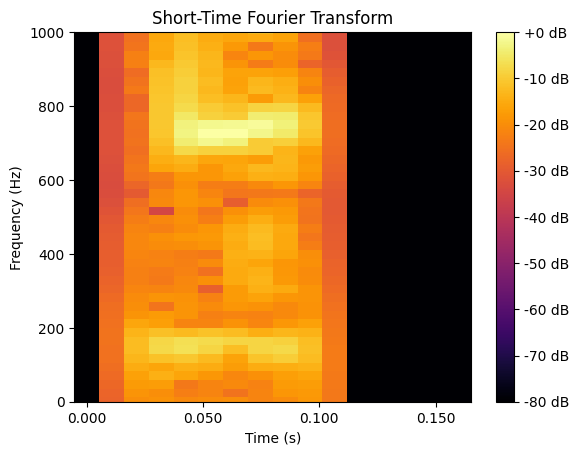 Short-Time Fourier Transform
1000
800
600
400
200
0
Frequency (Hz)
0.000
0.050
0.100
0.150
Time (s)
+0 dB
-10 dB
-20 dB
-30 dB
-40 dB
-50 dB
-60 dB
-70 dB
-80 dB